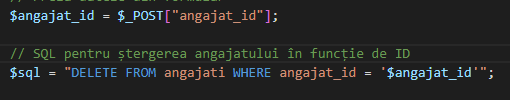 $angajat_id = $_POST["angajat_id"];
// SQL pentru ștergerea angajatului în funcție de ID
$sql = "DELETE FROM angajati WHERE angajat_id = '$angajat_id'";